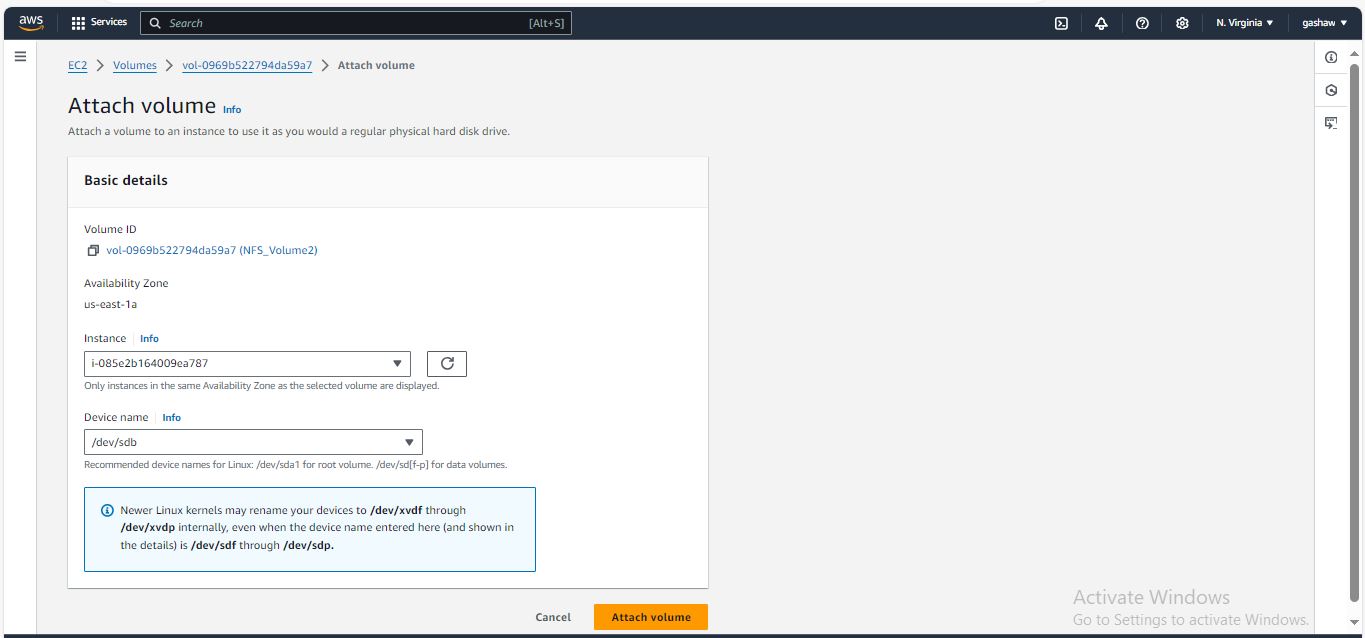 aws Services Search [Alt+S] N. Virginia gashaw
EC2 > Volumes > vol-0969b522794da59a7 > Attach volume
Attach volume Info
Attach a volume to an instance to use it as you would a regular physical hard disk drive.
Basic details
Volume ID
vol-0969b522794da59a7 (NFS_Volume2)
Availability Zone
us-east-1a
Instance Info
i-085e2b164009ea787
Only instances in the same Availability Zone as the selected volume are displayed.
Device name Info
/dev/sdb
Recommended device names for Linux: /dev/sda1 for root volume. /dev/sd[f-p] for data volumes.
Newer Linux kernels may rename your devices to /dev/xvdf through
/dev/xvdp internally, even when the device name entered here (and shown in
the details) is /dev/sdf through /dev/sdp.
Cancel Attach volume
Activate Windows
Go to Settings to activate Windows.